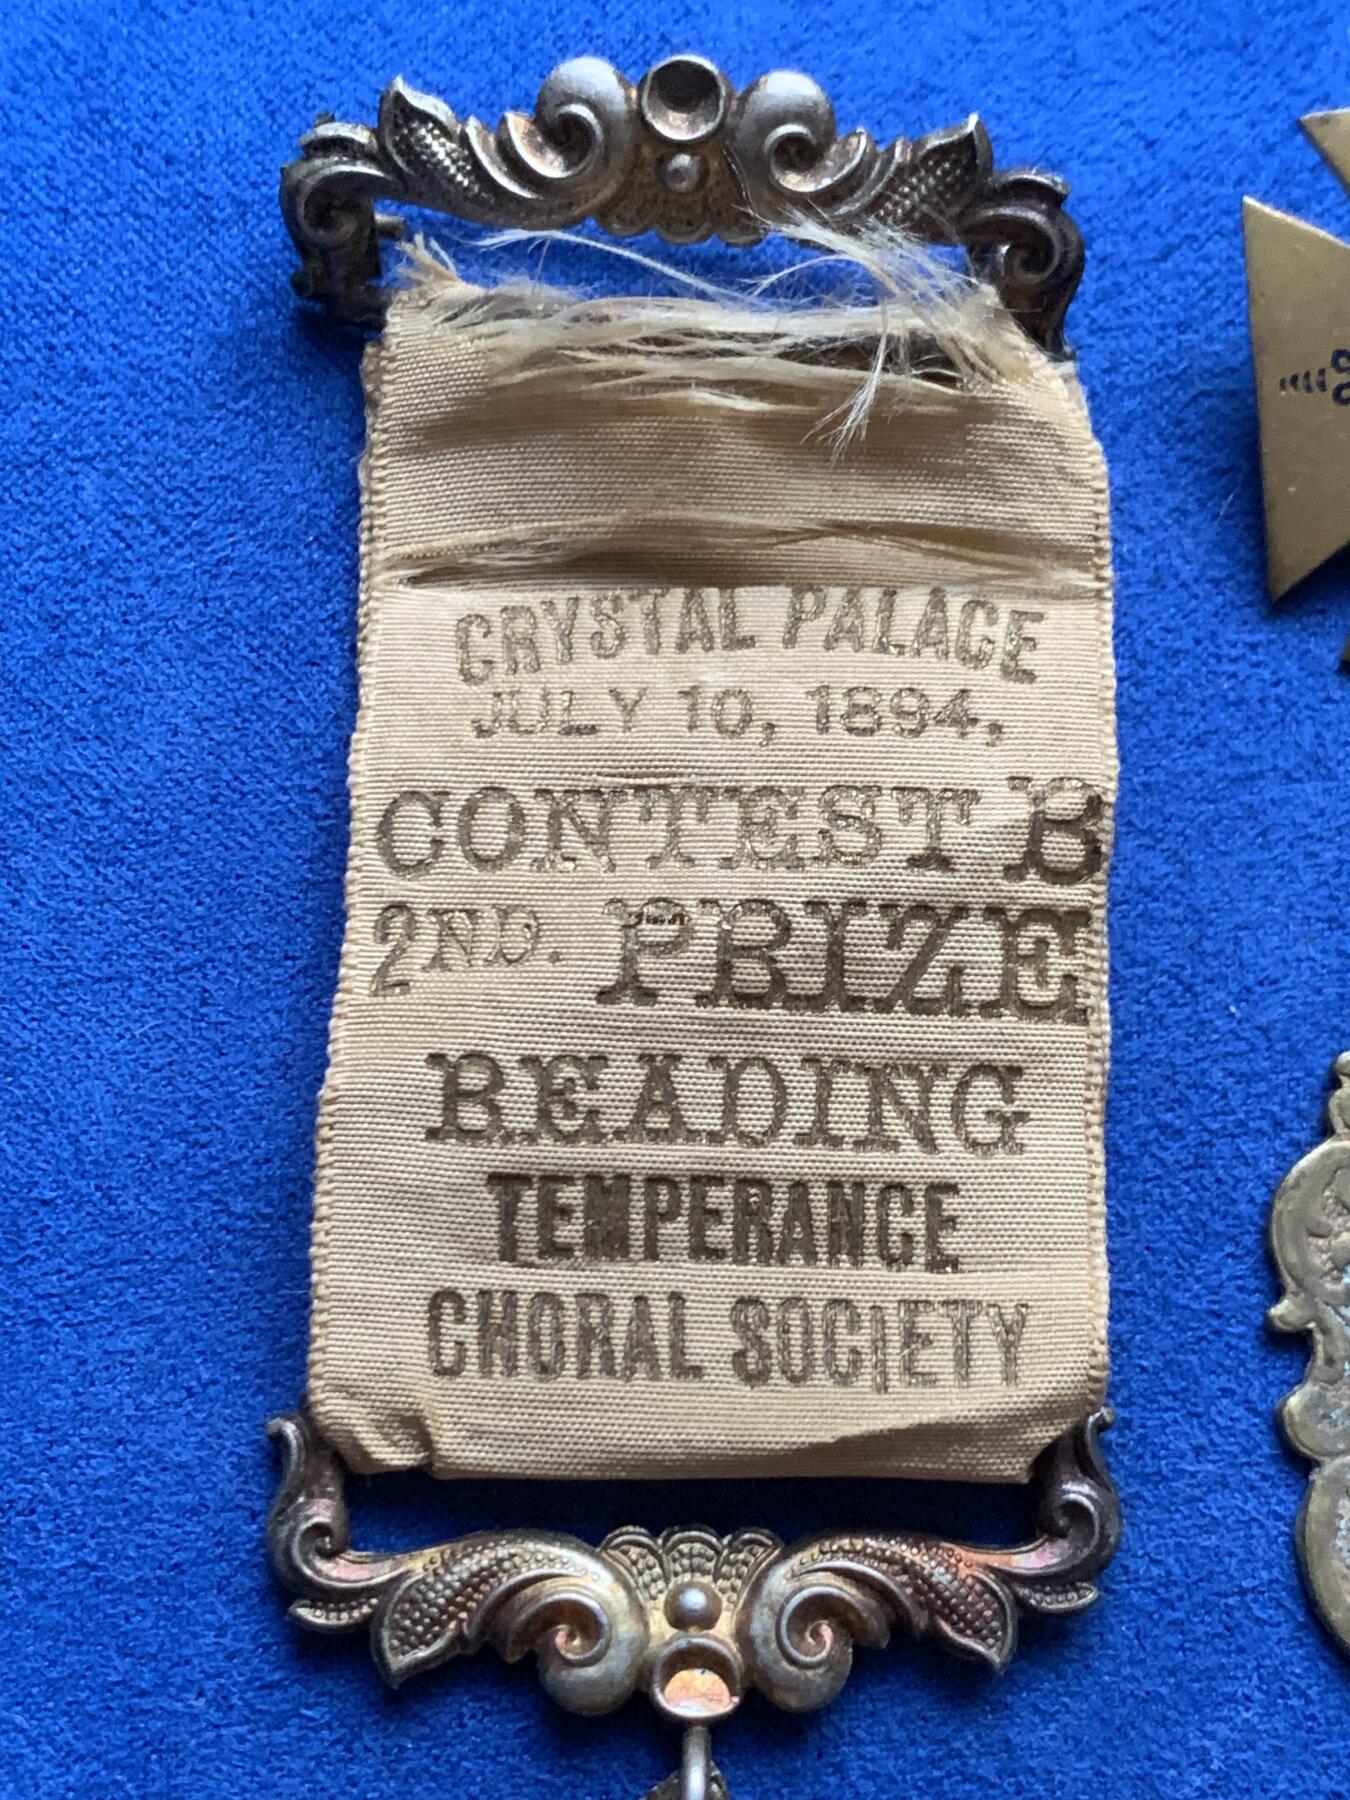 CRYSTAL PALACE
JULY 10, 1894,
CONTEST B
2ND. PRIZE
READING
TEMPERANCE
CHORAL SOCIETY